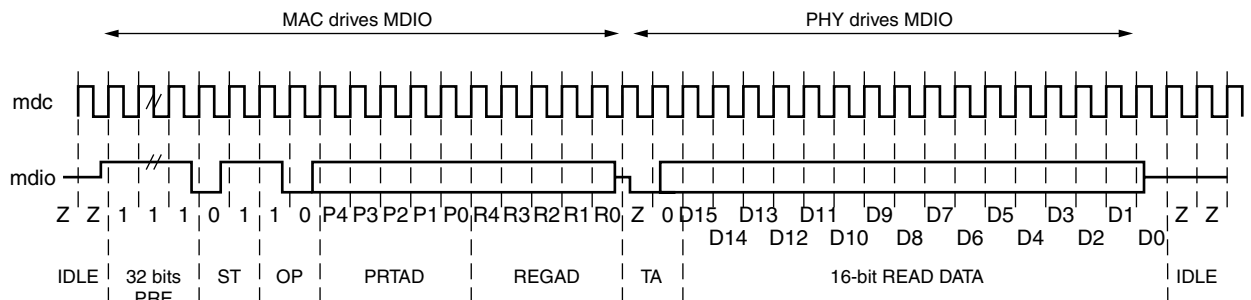 MAC drives MDIO PHY drives MDIO
mdc
mdio
Z Z 1 1 1 0 1 1 0 P4 P3 P2 P1 P0 R4 R3 R2 R1 R0 Z 0 D15 D13 D11 D9 D7 D5 D3 D1 Z Z
D14 D12 D10 D8 D6 D4 D2 D0
IDLE 32 bits ST OP PRTAD REGAD TA 16-bit READ DATA IDLE
PRE